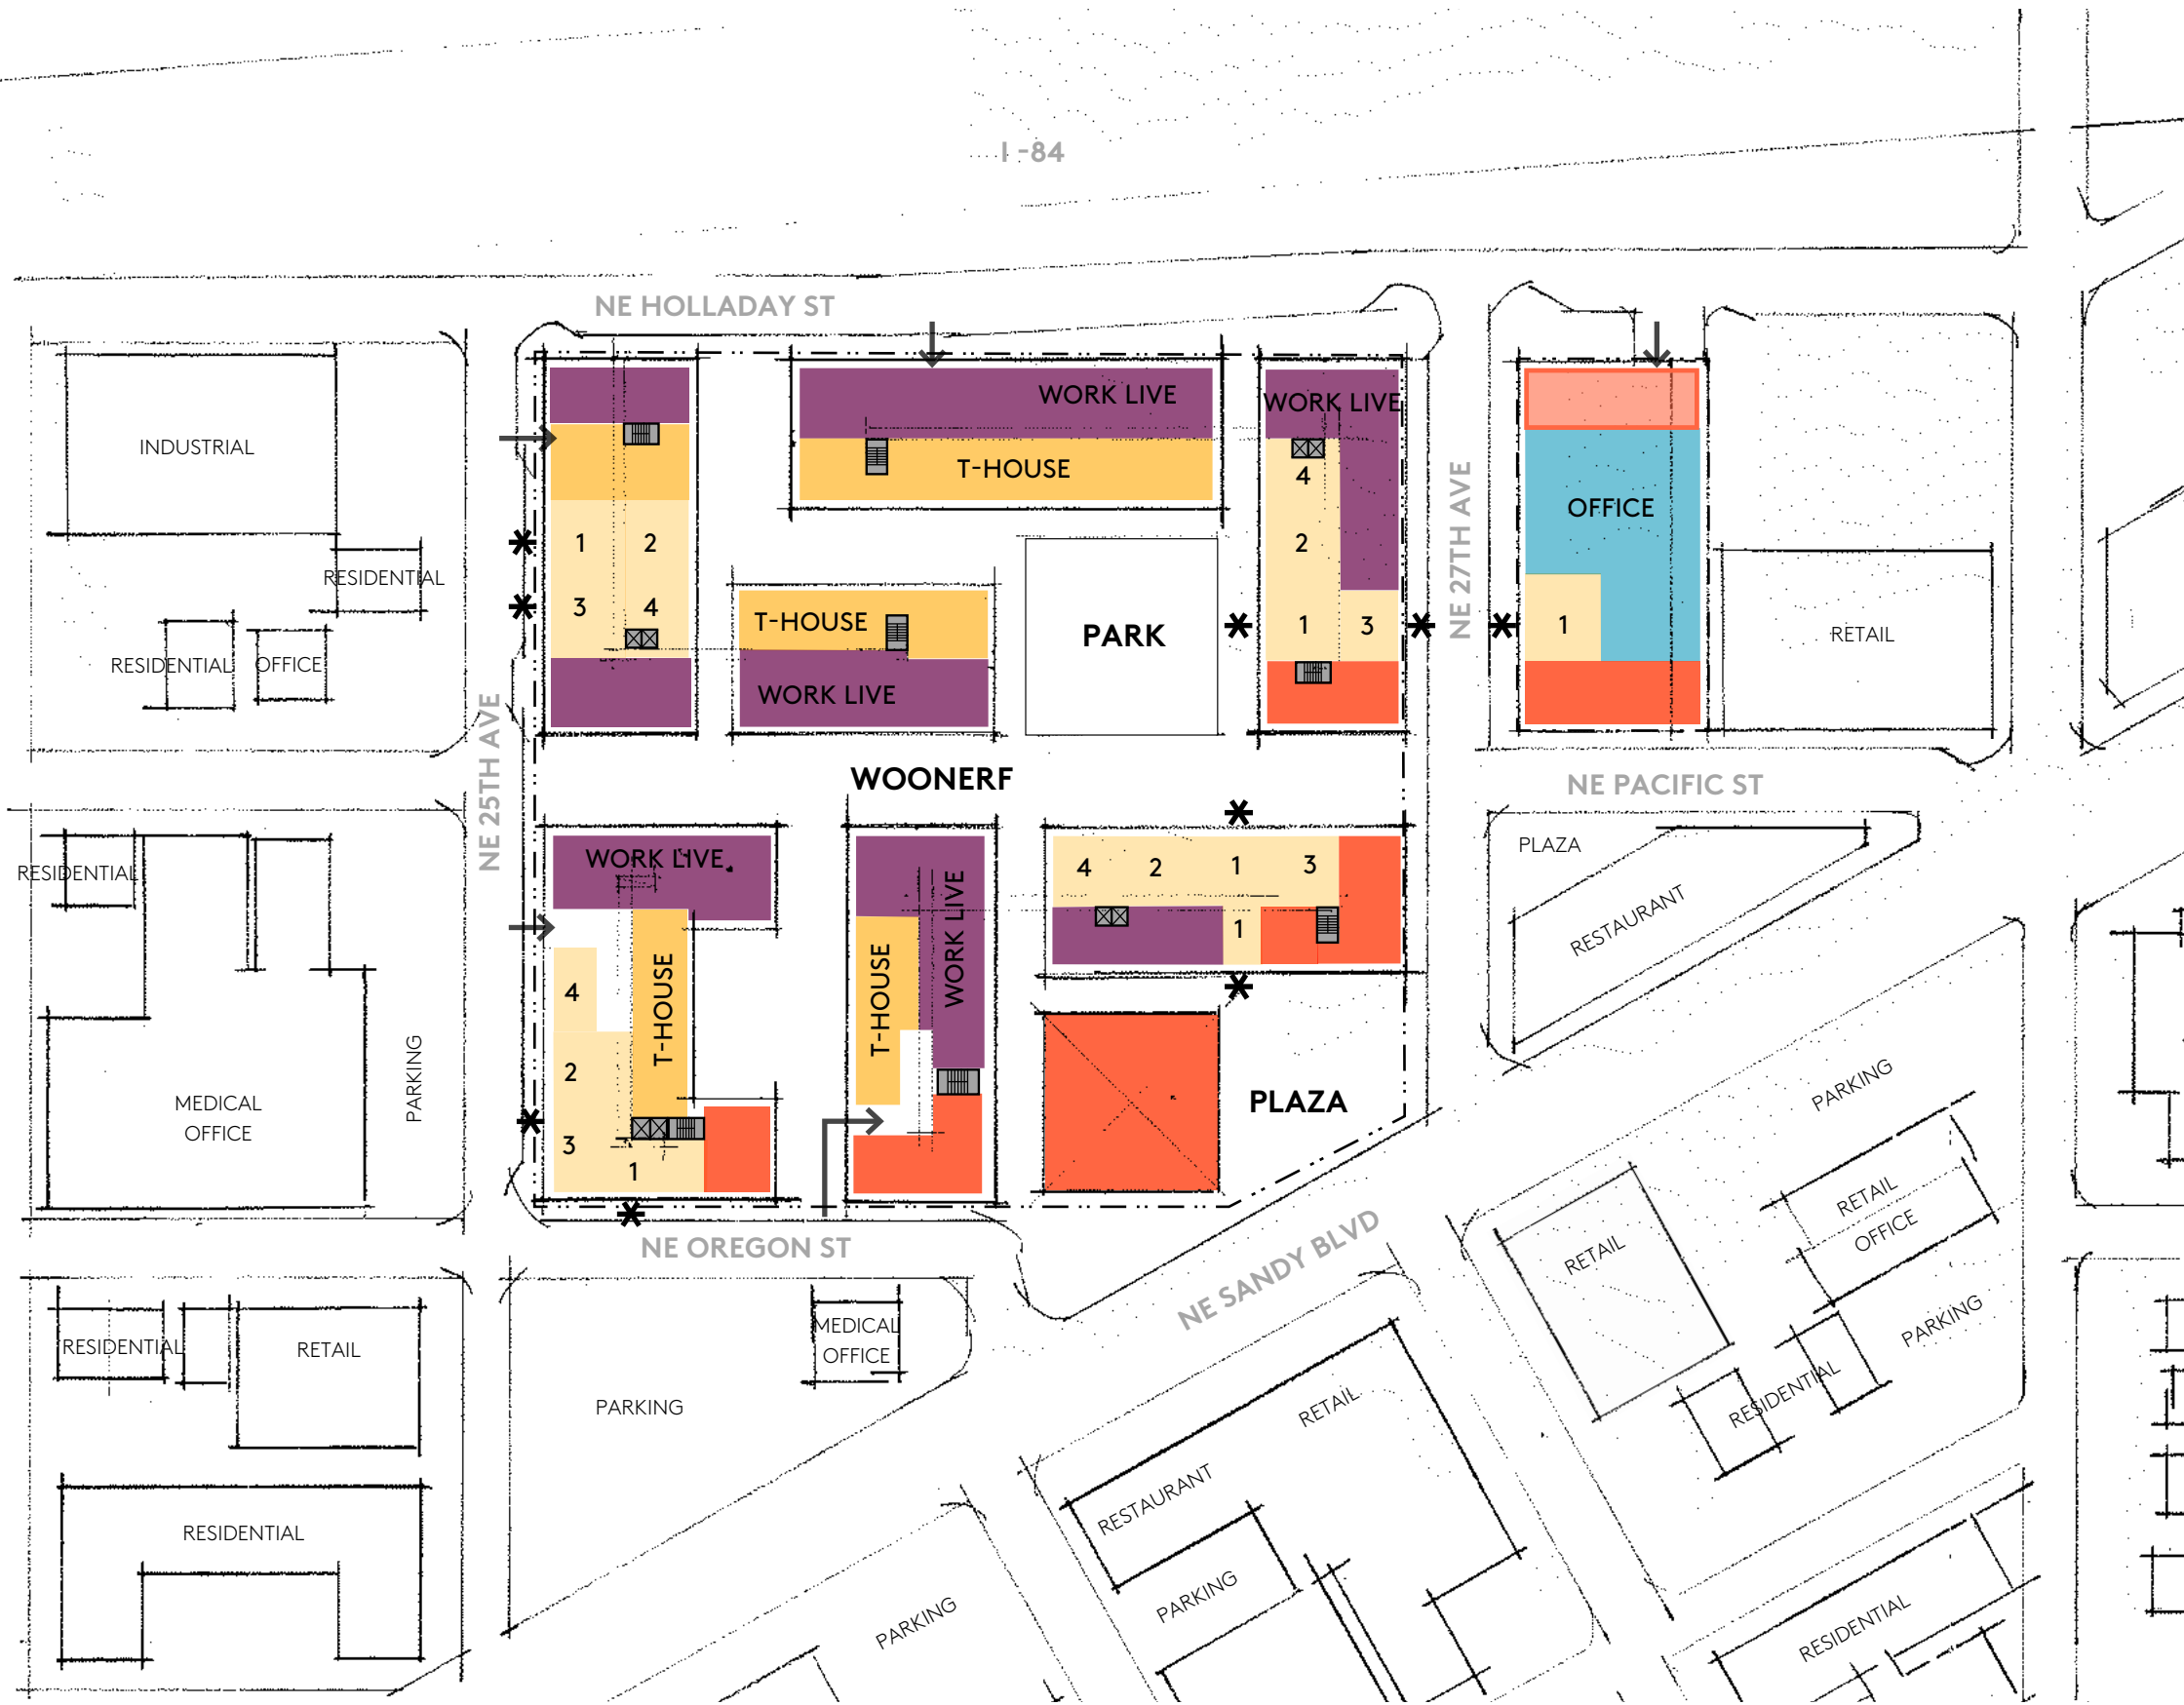 I-84
NE HOLLADAY ST
WORK LIVE
WORK LIVE
INDUSTRIAL
T-HOUSE
4
OFFICE
NE 27TH AVE
1 2
2
RESIDENTIAL
3 4
T-HOUSE
PARK
1 3
1
RETAIL
RESIDENTIAL
OFFICE
WORK LIVE
NE 25TH AVE
WOONERF
NE PACIFIC ST
PLAZA
RESIDENTIAL
WORK LIVE
WORK LIVE
4 2 1 3
RESTAURANT
1
4
T-HOUSE
T-HOUSE
2
PARKING
MEDICAL
OFFICE
PLAZA
PARKING
3
1
NE OREGON ST
NE SANDY BLVD
RETAIL
RETAIL
OFFICE
RESIDENTIAL
RETAIL
MEDICAL
OFFICE
PARKING
PARKING
RESIDENTIAL
RETAIL
RESTAURANT
RESIDENTIAL
PARKING
PARKING
RESIDENTIAL